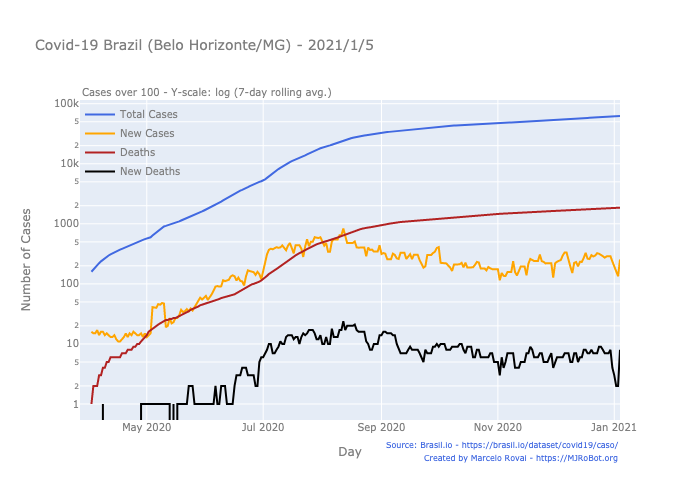 Covid-19 Brazil (Belo Horizonte/MG) - 2021/1/5
Cases over 100 - Y-scale: log (7-day rolling avg.)
Total Cases
New Cases
Deaths
New Deaths
100k
5
2
10k
5
2
1000
5
2
100
5
2
10
5
2
1
Number of Cases
May 2020
Jul 2020
Sep 2020
Nov 2020
Jan 2021
Day
Source: Brasil.io - https://brasil.io/dataset/covid19/caso/
Created by Marcelo Rovai - https://MJRoBot.org